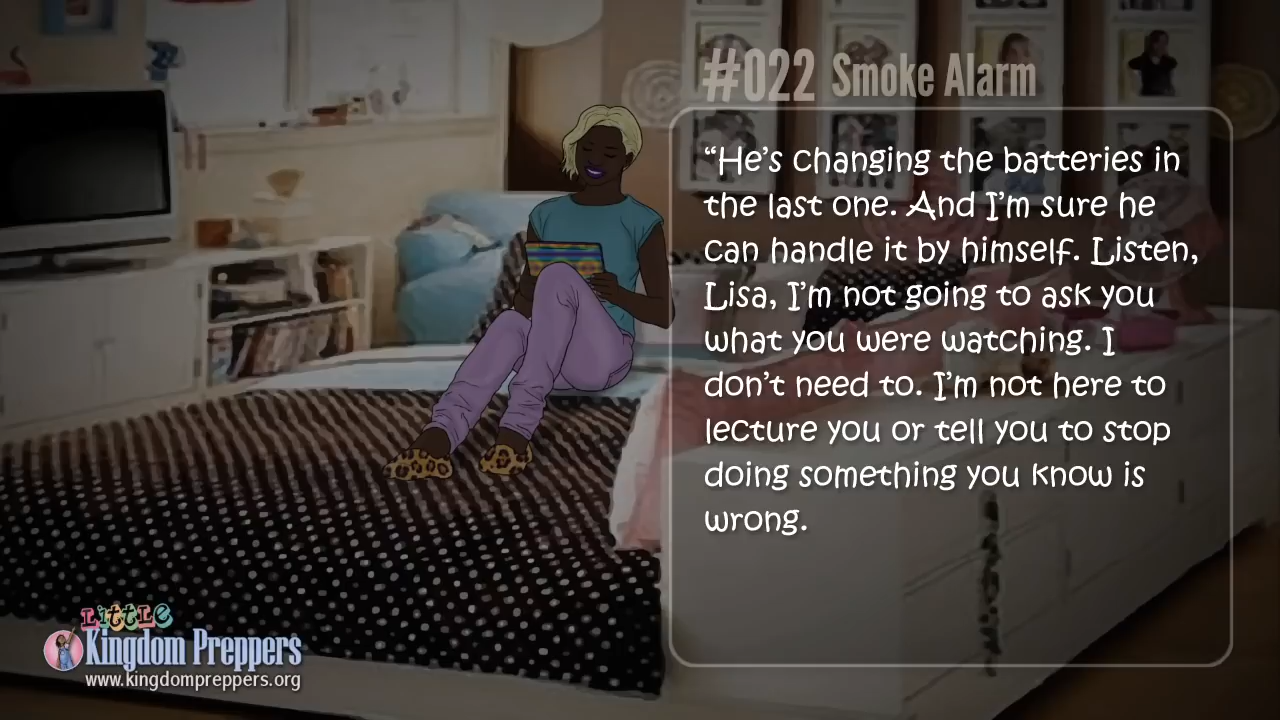 #022 Smoke Alarm
“He’s changing the batteries in
the last one. And I’m sure he
can handle it by himself. Listen,
Lisa, I’m not going to ask you
what you were watching. I
don’t need to. I’m not here to
lecture you or tell you to stop
doing something you know is
wrong.
Little
Kingdom Preppers
www.kingdompreppers.org